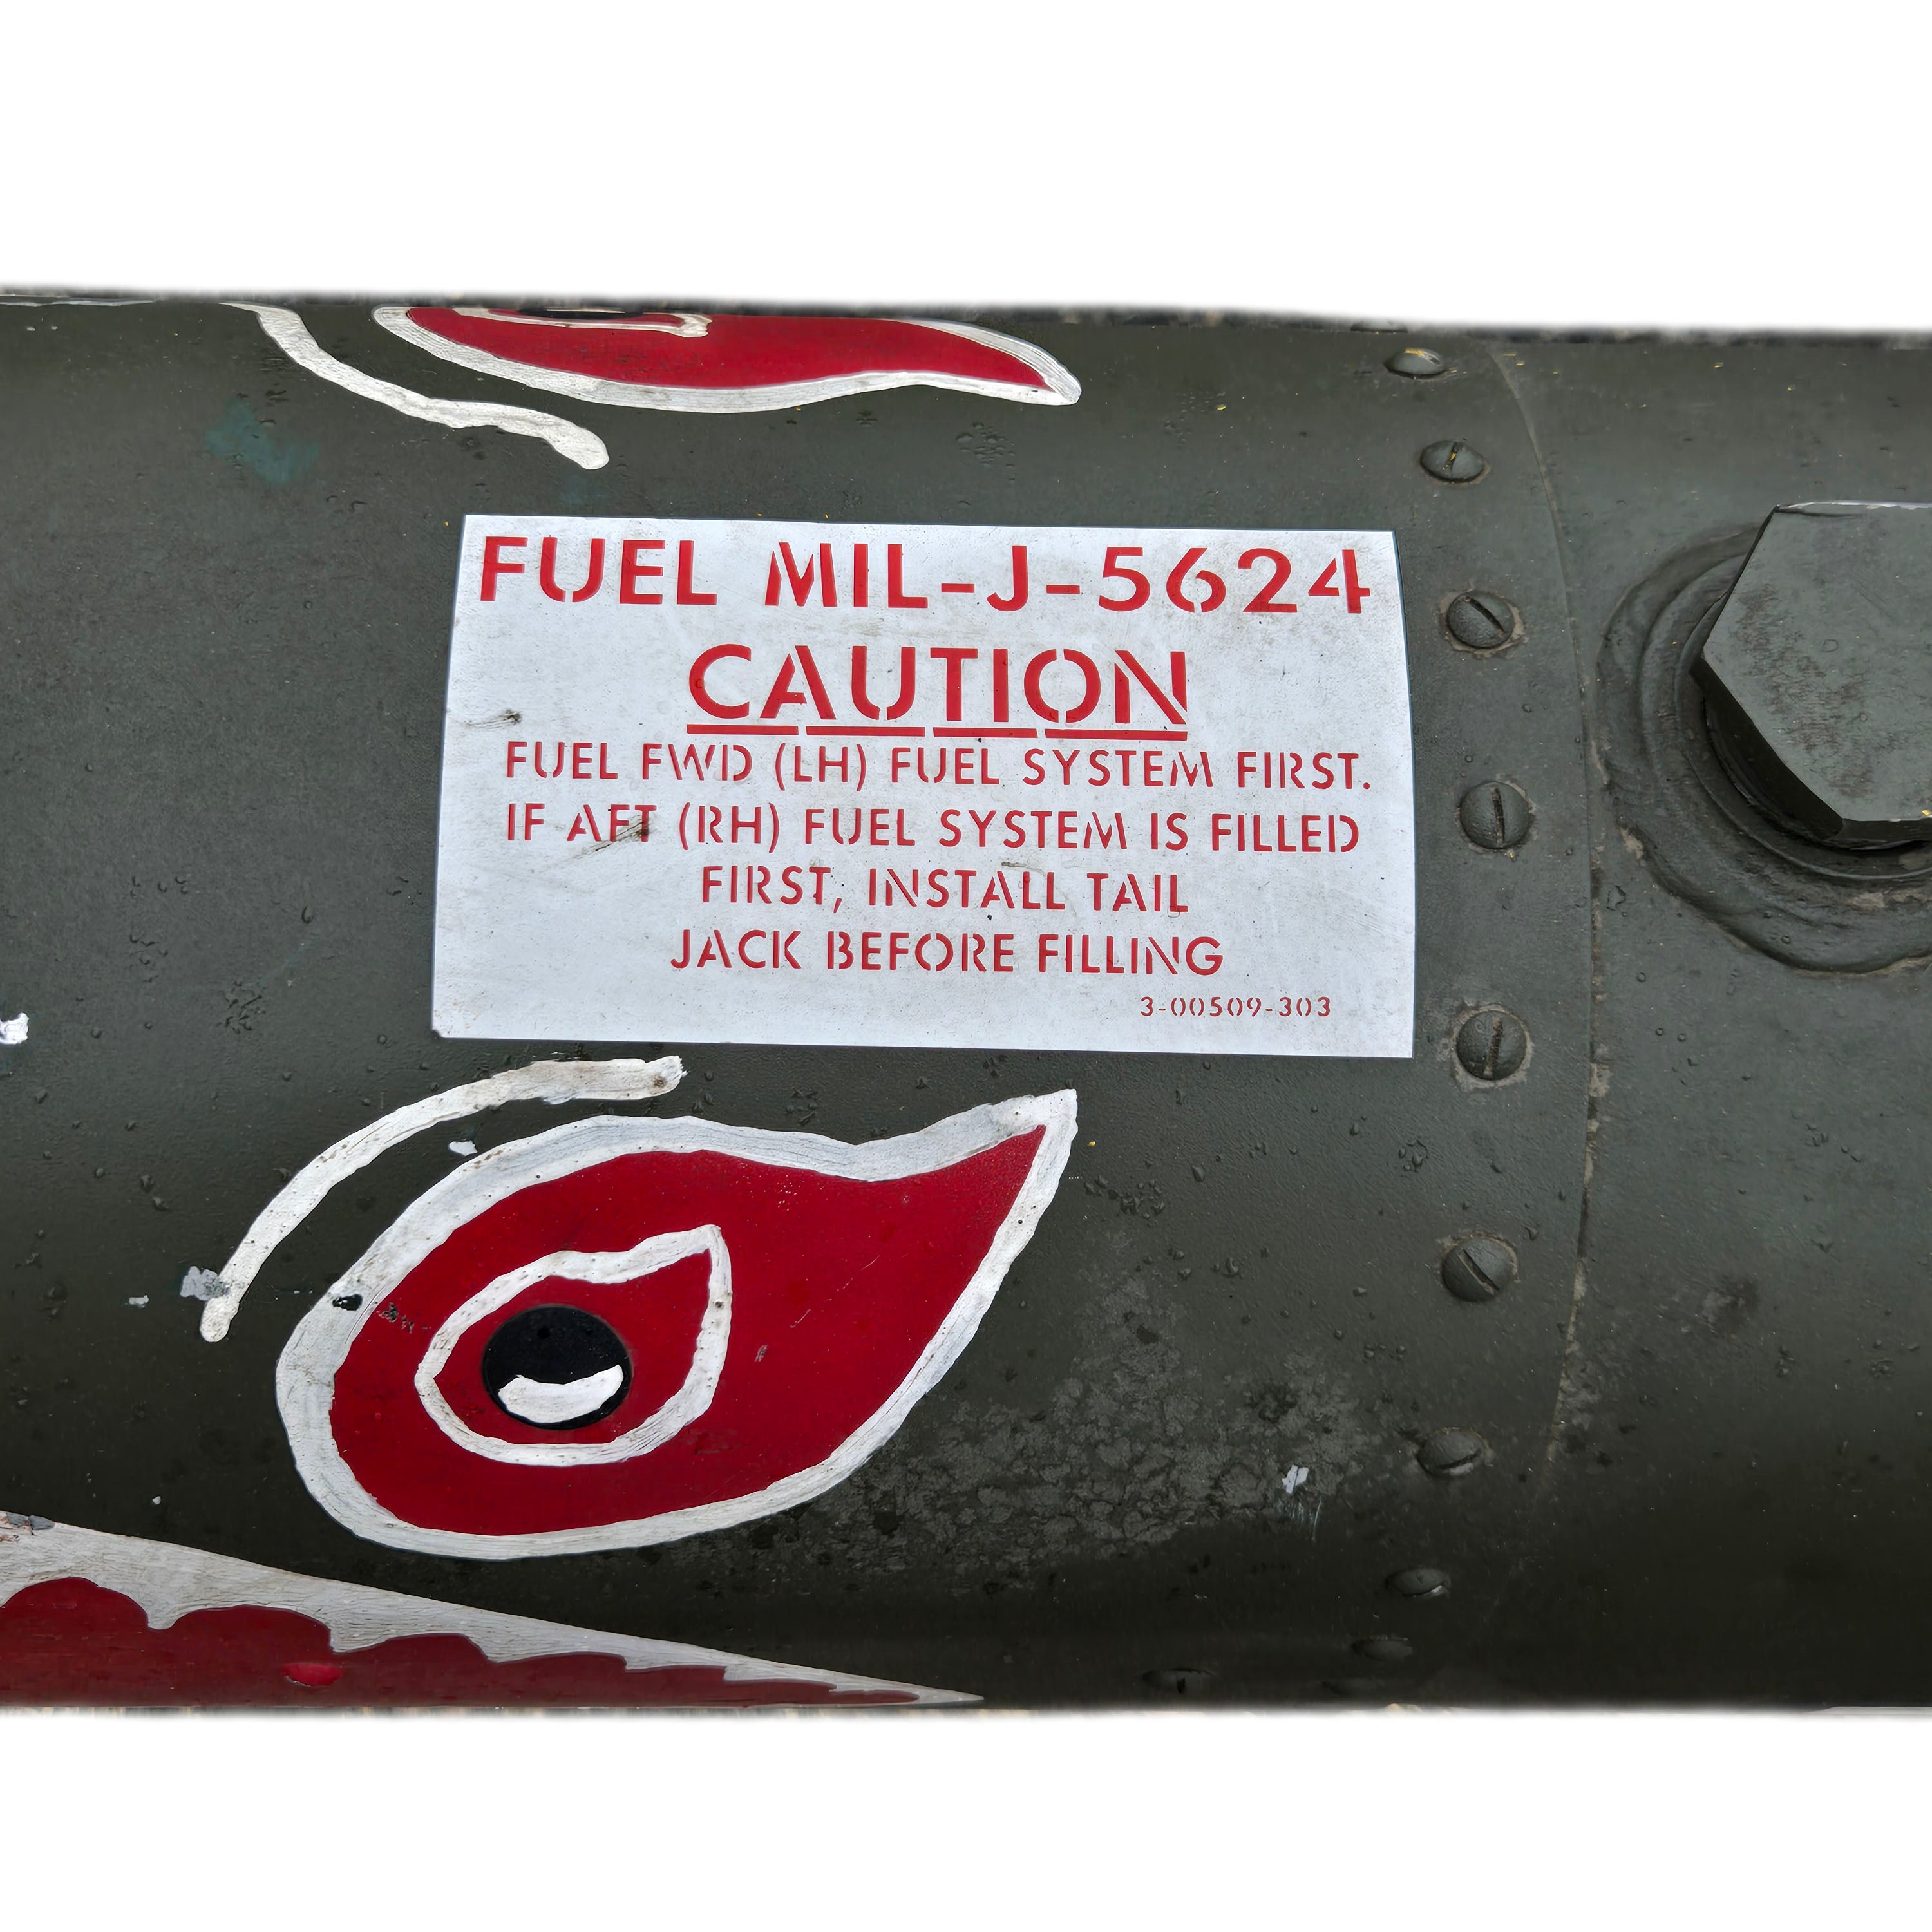 FUEL MIL-J-5624
CAUTION
FUEL FWD (LH) FUEL SYSTEM FIRST.
IF AFT (RH) FUEL SYSTEM IS FILLED
FIRST, INSTALL TAIL
JACK BEFORE FILLING
3-00509-303